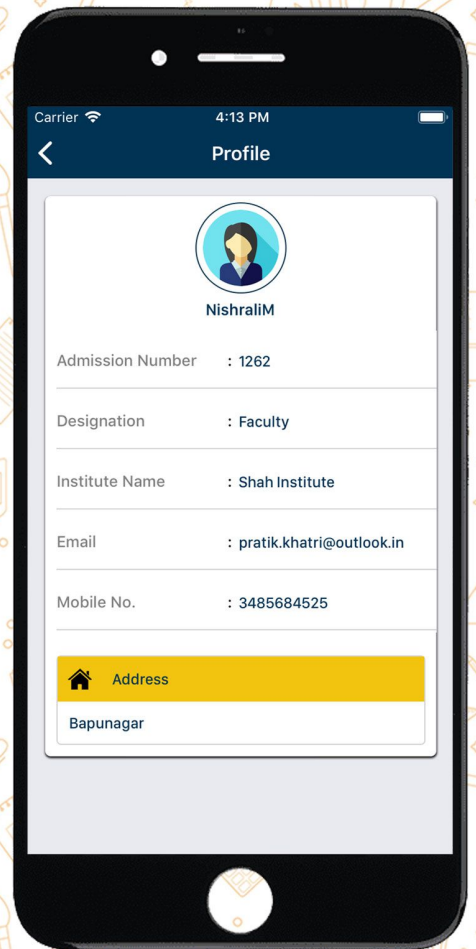 Carrier 4:13 PM
Profile
NishraliM
Admission Number : 1262
Designation : Faculty
Institute Name : Shah Institute
Email : pratik.khatri@outlook.in
Mobile No. : 3485684525
Address
Bapunagar